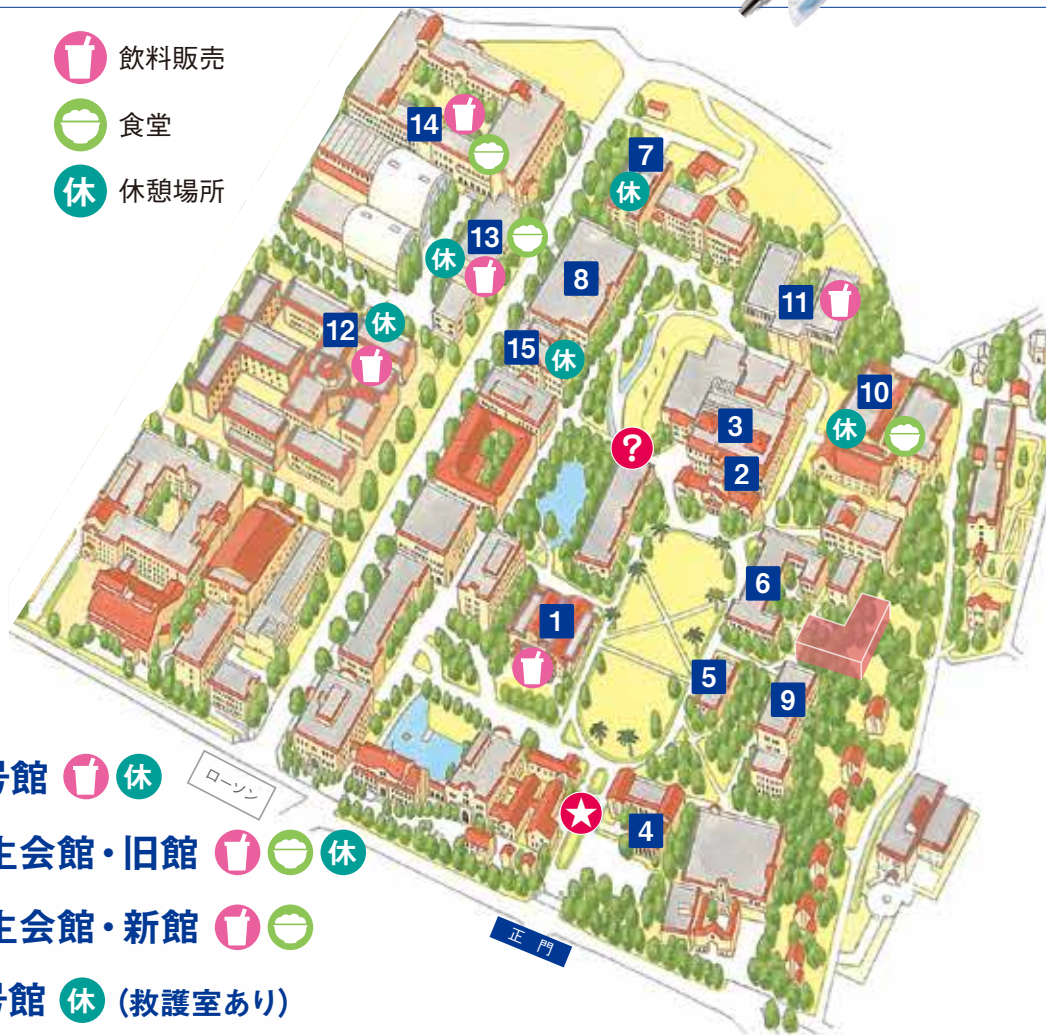 飲料販売
食堂
休 休憩場所
14
7
休
13
休
8
11
12
休
15
休
10
休
3
?
2
6
1
5
9
号館 休
ローソン
4
生会館・旧館 休
生会館・新館
正門
号館 休 (救護室あり)